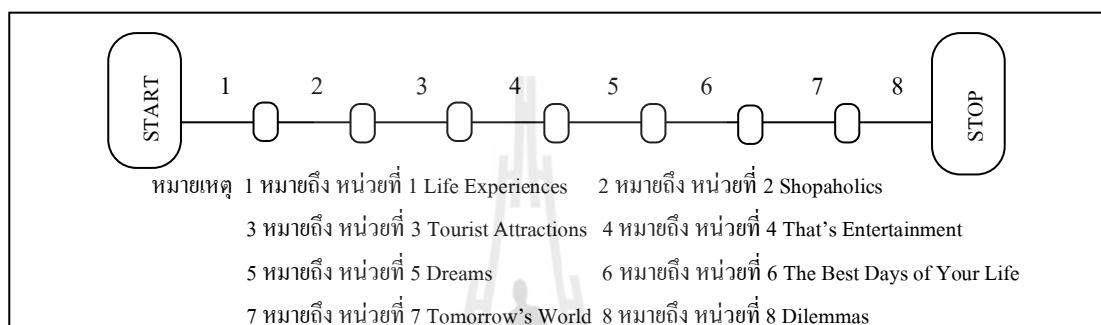 START 1 2 3 4 5 6 7 8 STOP
หมายเหตุ 1 หมายถึง หน่วยที่ 1 Life Experiences 2 หมายถึง หน่วยที่ 2 Shopaholics
3 หมายถึง หน่วยที่ 3 Tourist Attractions 4 หมายถึง หน่วยที่ 4 That’s Entertainment
5 หมายถึง หน่วยที่ 5 Dreams 6 หมายถึง หน่วยที่ 6 The Best Days of Your Life
7 หมายถึง หน่วยที่ 7 Tomorrow’s World 8 หมายถึง หน่วยที่ 8 Dilemmas